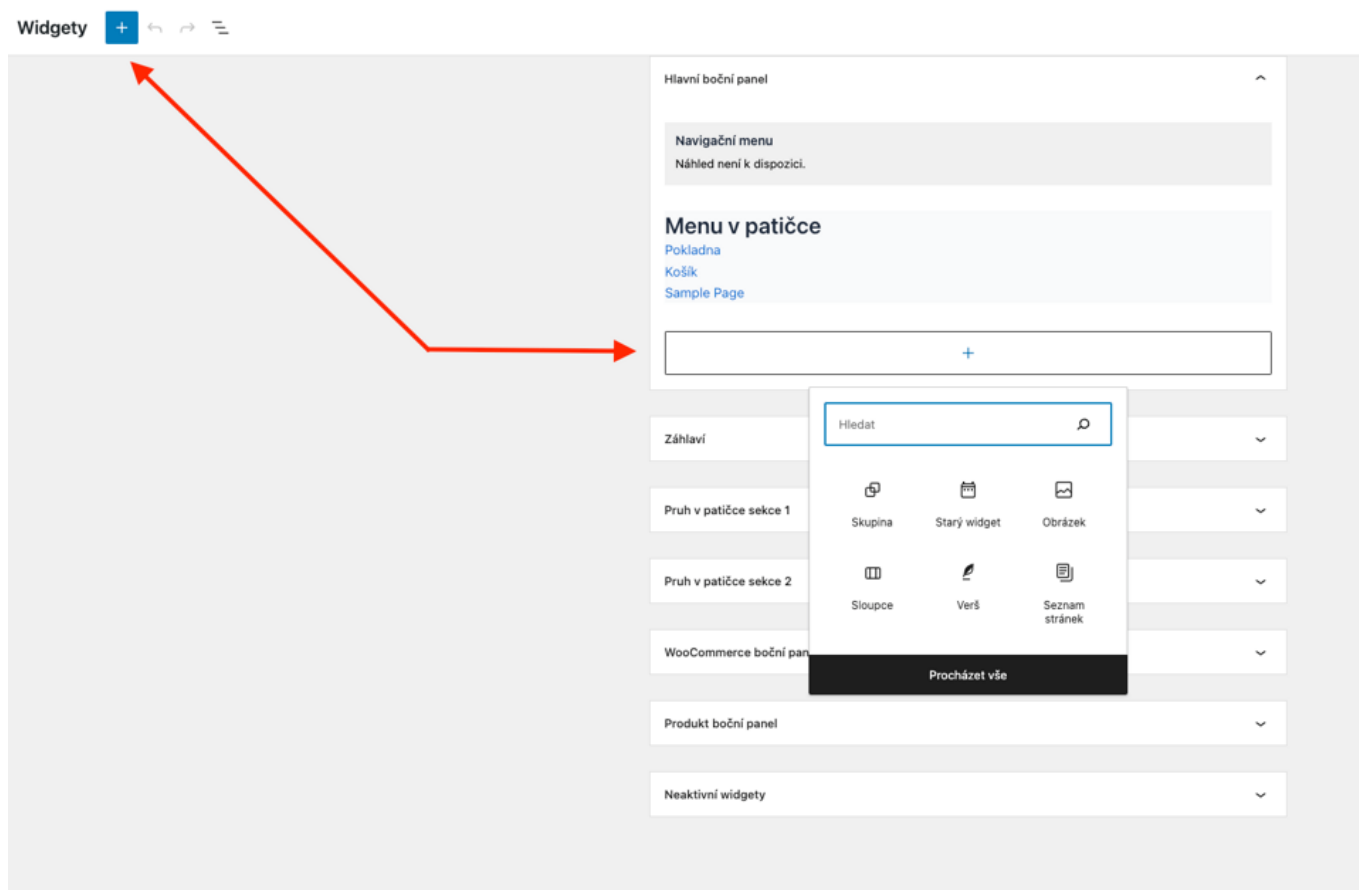 Widgety
Hlavní boční panel
Navigační menu
Náhled není k dispozici.
Menu v patičce
Pokladna
Košík
Sample Page
Hledat
Záhlaví
Skupina
Starý widget
Obrázek
Pruh v patičce sekce 1
Pruh v patičce sekce 2
Sloupce
Verš
Seznam
stránek
WooCommerce boční pan
Procházet vše
Produkt boční panel
Neaktivní widgety